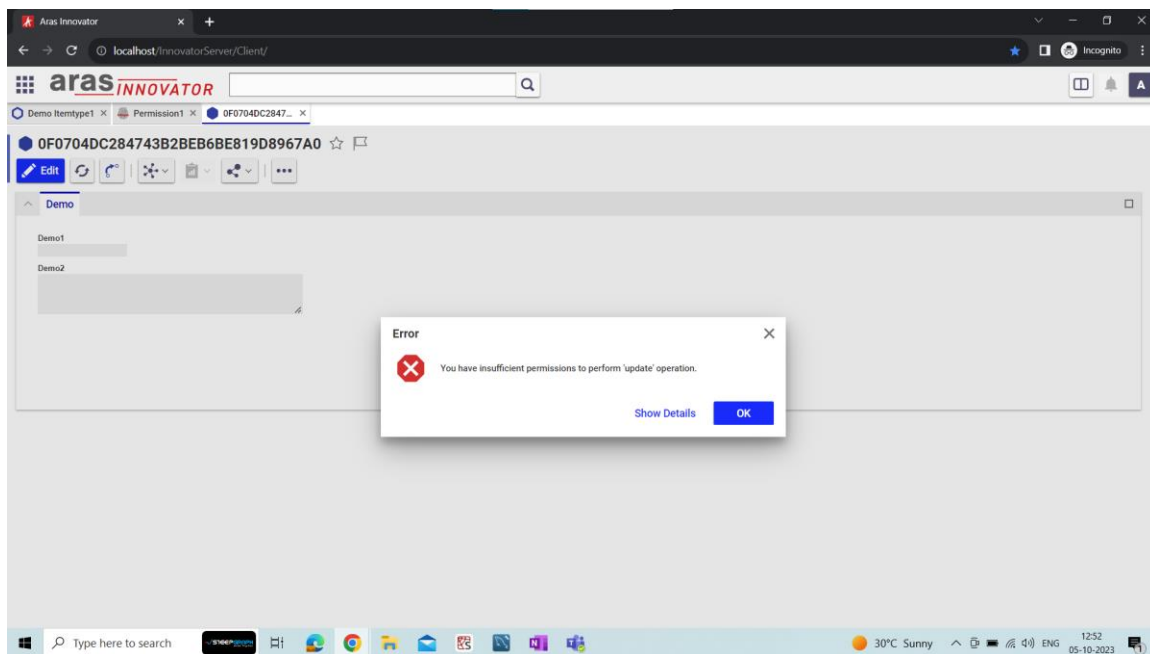 Aras Innovator
localhost/InnovatorServer/Client/
Incognito
aras INNOVATOR
A
Demo Itemtype1
Permission1
0F0704DC2847...
0F0704DC284743B2BEB6BE819D8967A0
Edit
Demo
Demo1
Demo2
Error
You have insufficient permissions to perform 'update' operation.
Show Details
OK
Type here to search
30°C Sunny
ENG
12:52
05-10-2023